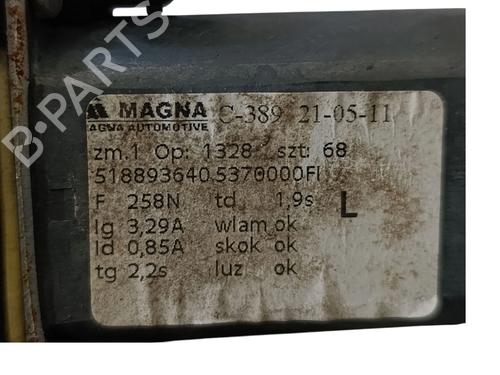 B-PARTS
MAGNA C-389 21-05-11
MAGNA AUTOMOTIVE
zm.1 Op: 1328 szt: 68
518893640.5370000FI
F 258N td 1,9s L
Ig 3,29A wlam ok
Id 0,85A skok ok
tg 2,2s luz ok